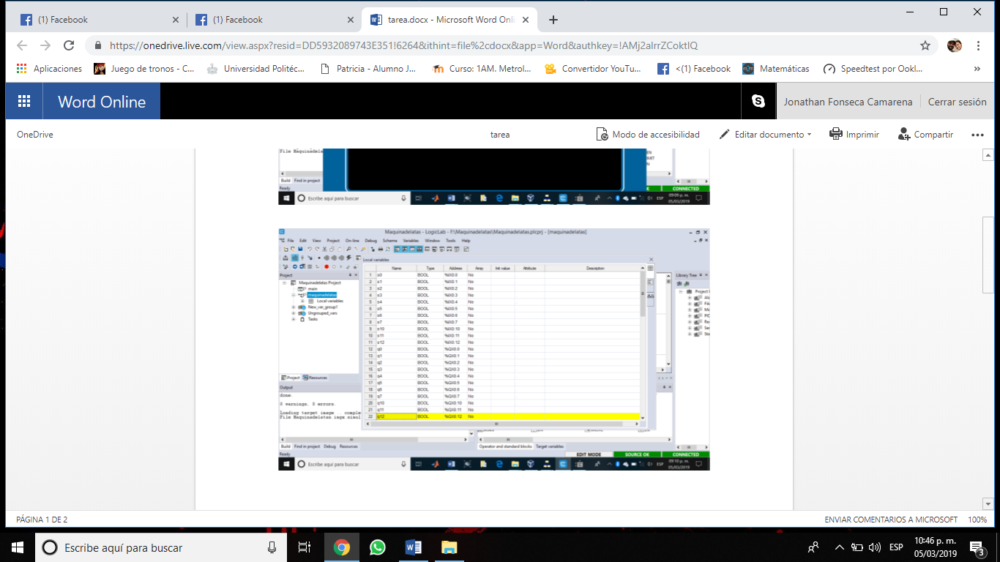 (1) Facebook
(1) Facebook
tarea.docx - Microsoft Word Onli
https://onedrive.live.com/view.aspx?resid=DD5932089743E351!6264&ithint=file%2cdocx&app=Word&authkey=!AMj2alrrZCoktlQ
Aplicaciones
Juego de tronos - C...
Universidad Politéc...
Patricia - Alumno J...
Curso: 1AM. Metrol...
Convertidor YouTu...
<(1) Facebook
Matemáticas
Speedtest por Ookl...
»
Word Online
Jonathan Fonseca Camarena
Cerrar sesión
OneDrive
tarea
Modo de accesibilidad
Editar documento
Imprimir
Compartir
File Maquinadela
EN
MIT
N
Build Find in project
Ready
K CONNECTED
Escribe aquí para buscar
ESP
09:09 p. m.
05/03/2019
Maquinadelatas - LogicLab - F:\Maquinadelatas\Maquinadelatas.plcprj - [maquinadelatas]
File Edit View Project On-line Debug Scheme Variables Window Tools Help
Project
Maquinadelatas Project
main
maquinadelatas
Local variables
New_var_group1
Ungrouped_vars
Tasks
Project Resources
Local variables
Name Type Address Array Init value Attribute Description
1 s0 BOOL %IX0.0 No
2 s1 BOOL %IX0.1 No
3 s2 BOOL %IX0.2 No
4 s3 BOOL %IX0.3 No
5 s4 BOOL %IX0.4 No
6 s5 BOOL %IX0.5 No
7 s6 BOOL %IX0.6 No
8 s7 BOOL %IX0.7 No
9 s10 BOOL %IX0.10 No
10 s11 BOOL %IX0.11 No
11 s12 BOOL %IX0.12 No
12 q0 BOOL %QX0.0 No
13 q1 BOOL %QX0.1 No
14 q2 BOOL %QX0.2 No
15 q3 BOOL %QX0.3 No
16 q4 BOOL %QX0.4 No
17 q5 BOOL %QX0.5 No
18 q6 BOOL %QX0.6 No
19 q7 BOOL %QX0.7 No
20 q10 BOOL %QX0.10 No
21 q11 BOOL %QX0.11 No
22 q12 BOOL %QX0.12 No
Library Tree
Project
Output
done.
0 warnings, 0 errors.
Loading target image comple
File Maquinadelatas
Build Find in project Debug Resources
Operator and standard blocks Target variables
Ready
EDIT MODE SOURCE OK CONNECTED
Escribe aquí para buscar
ESP
09:10 p. m.
05/03/2019
PÁGINA 1 DE 2
ENVIAR COMENTARIOS A MICROSOFT
100%
Escribe aquí para buscar
ESP
10:46 p. m.
05/03/2019
3